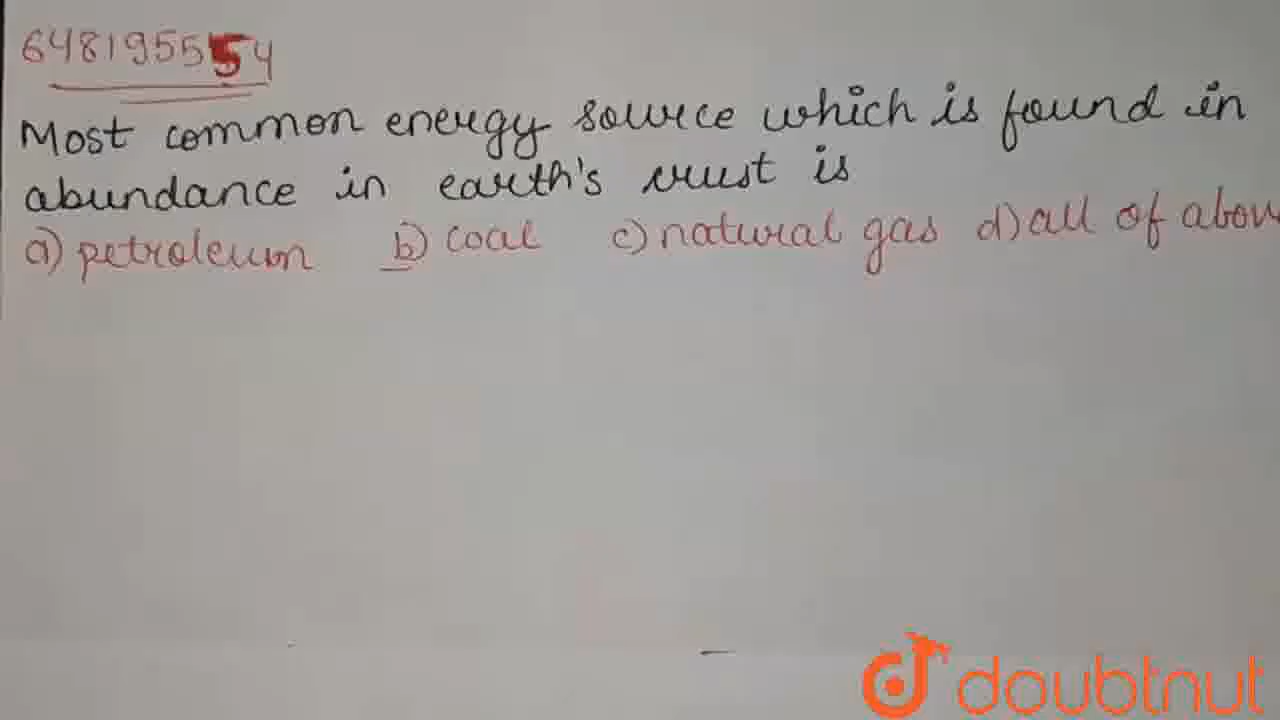 648195554
Most common energy source which is found in
abundance in earth's crust is
a) petroleum b) coal c) natural gas d) all of abov
doubtnut